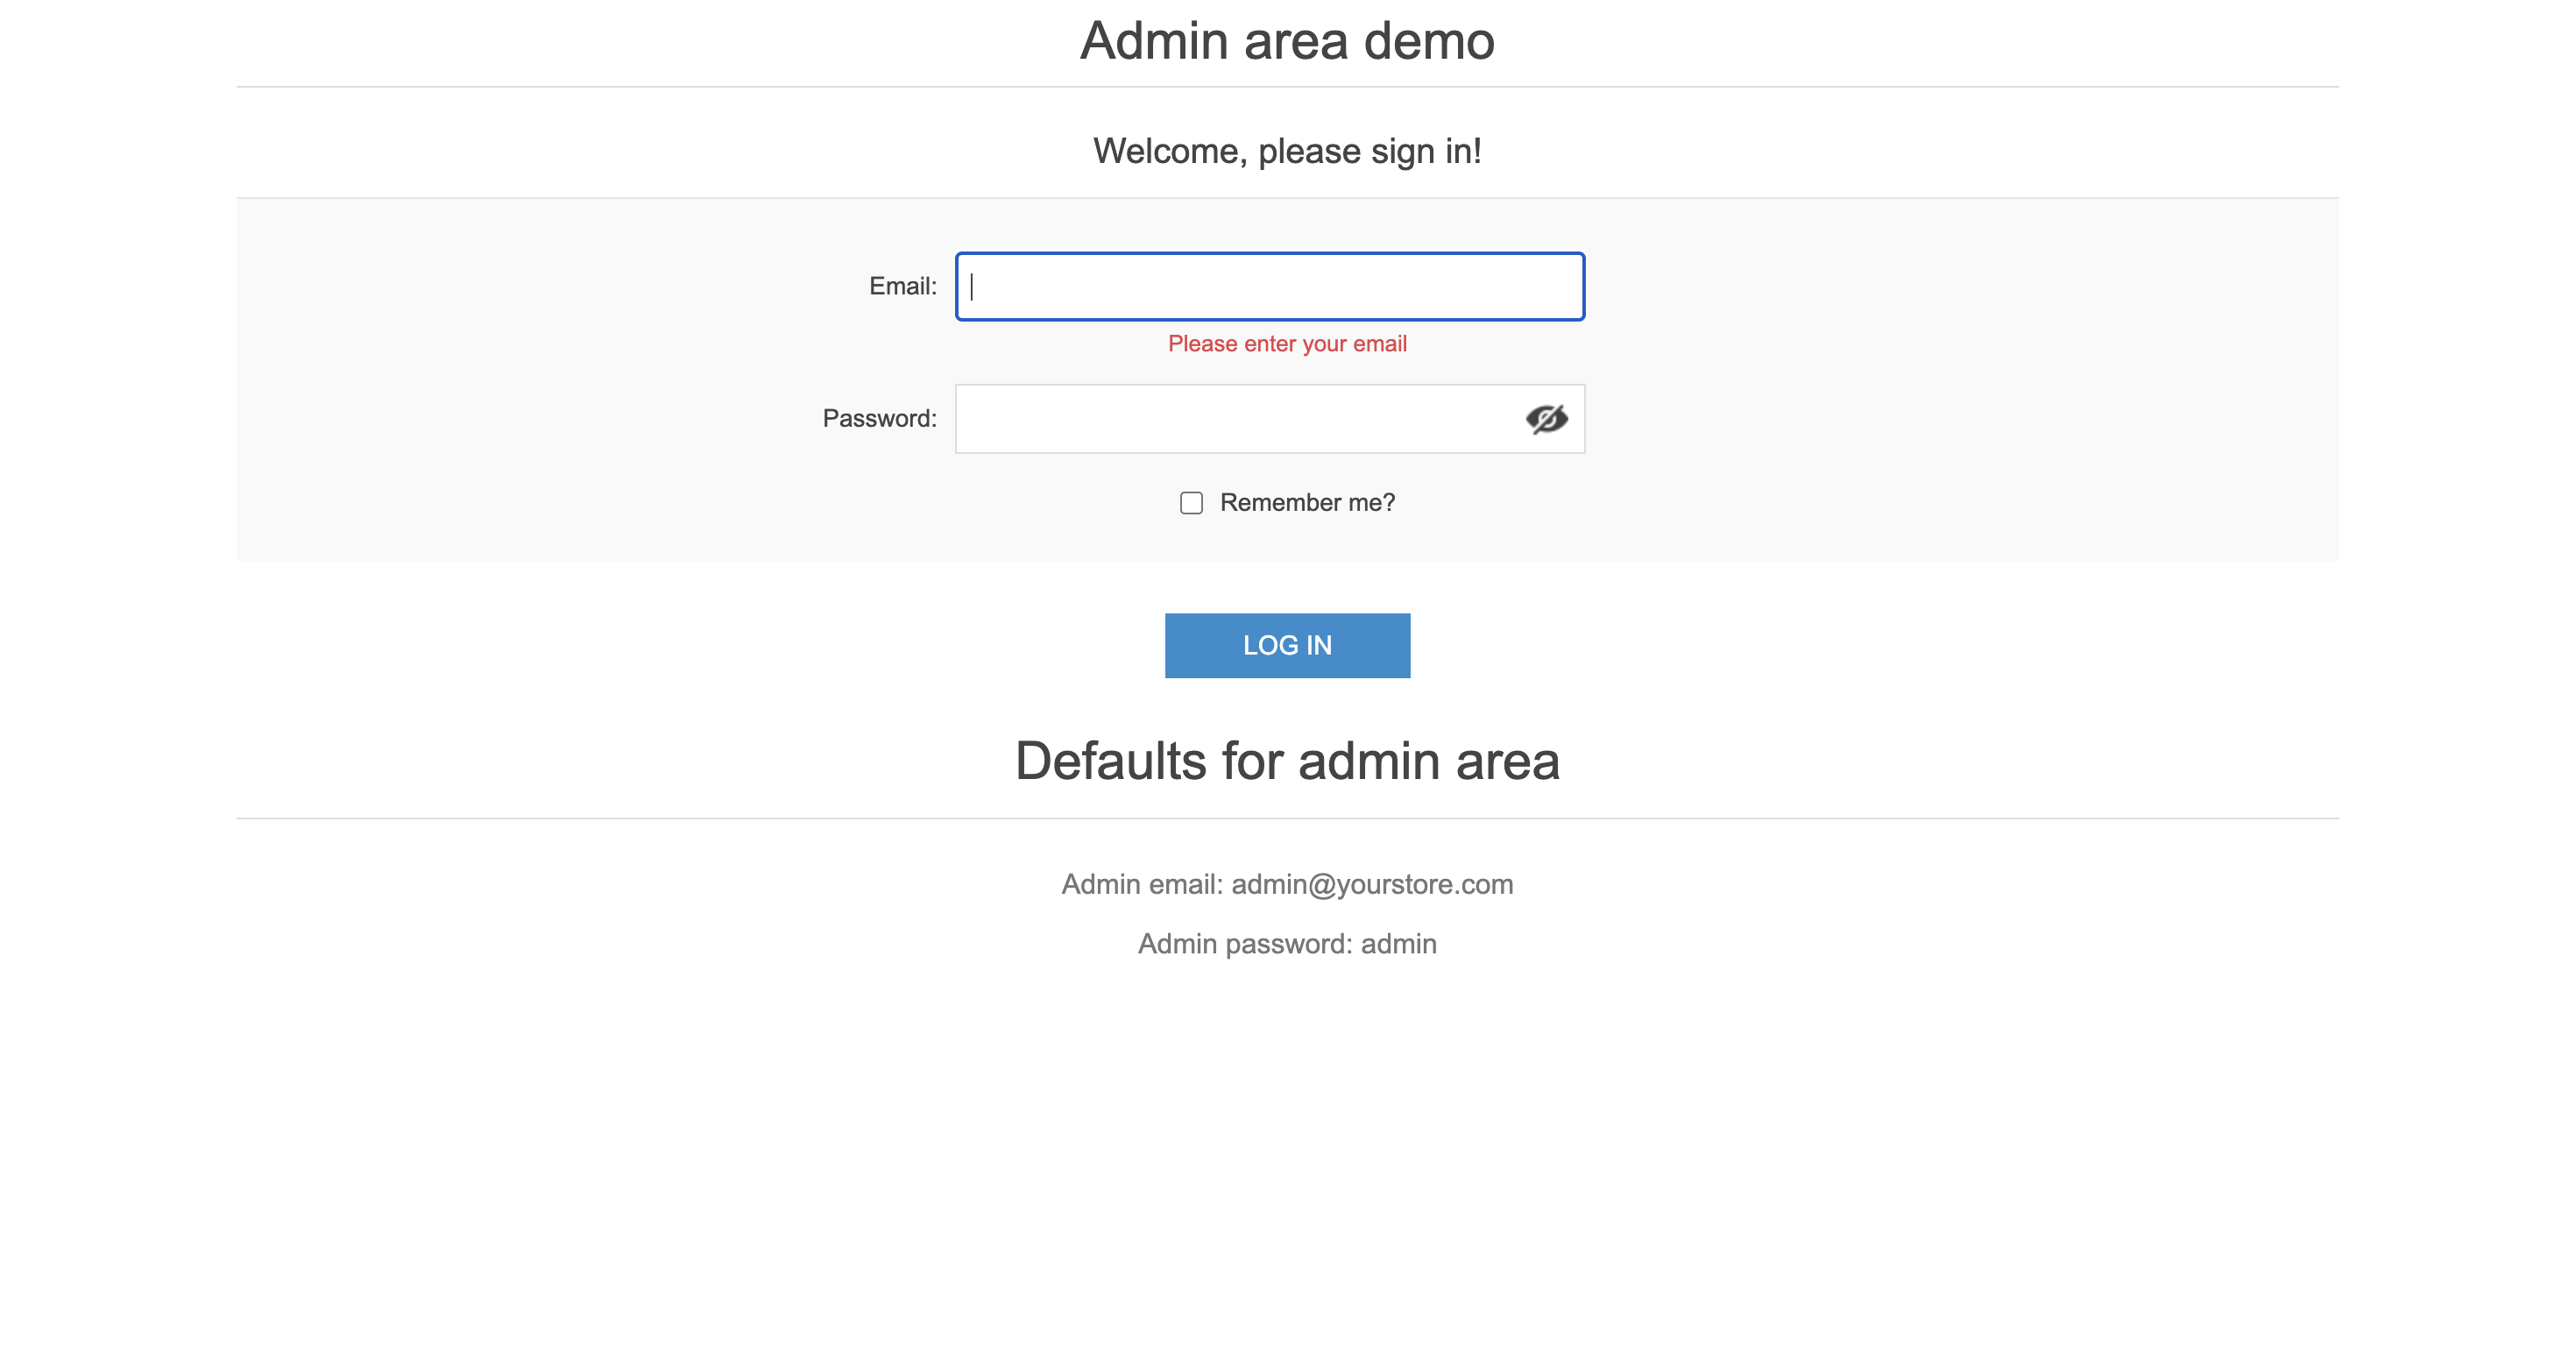 Admin area demo
Welcome, please sign in!
Email:
Please enter your email
Password:
Remember me?
LOG IN
Defaults for admin area
Admin email: admin@yourstore.com
Admin password: admin